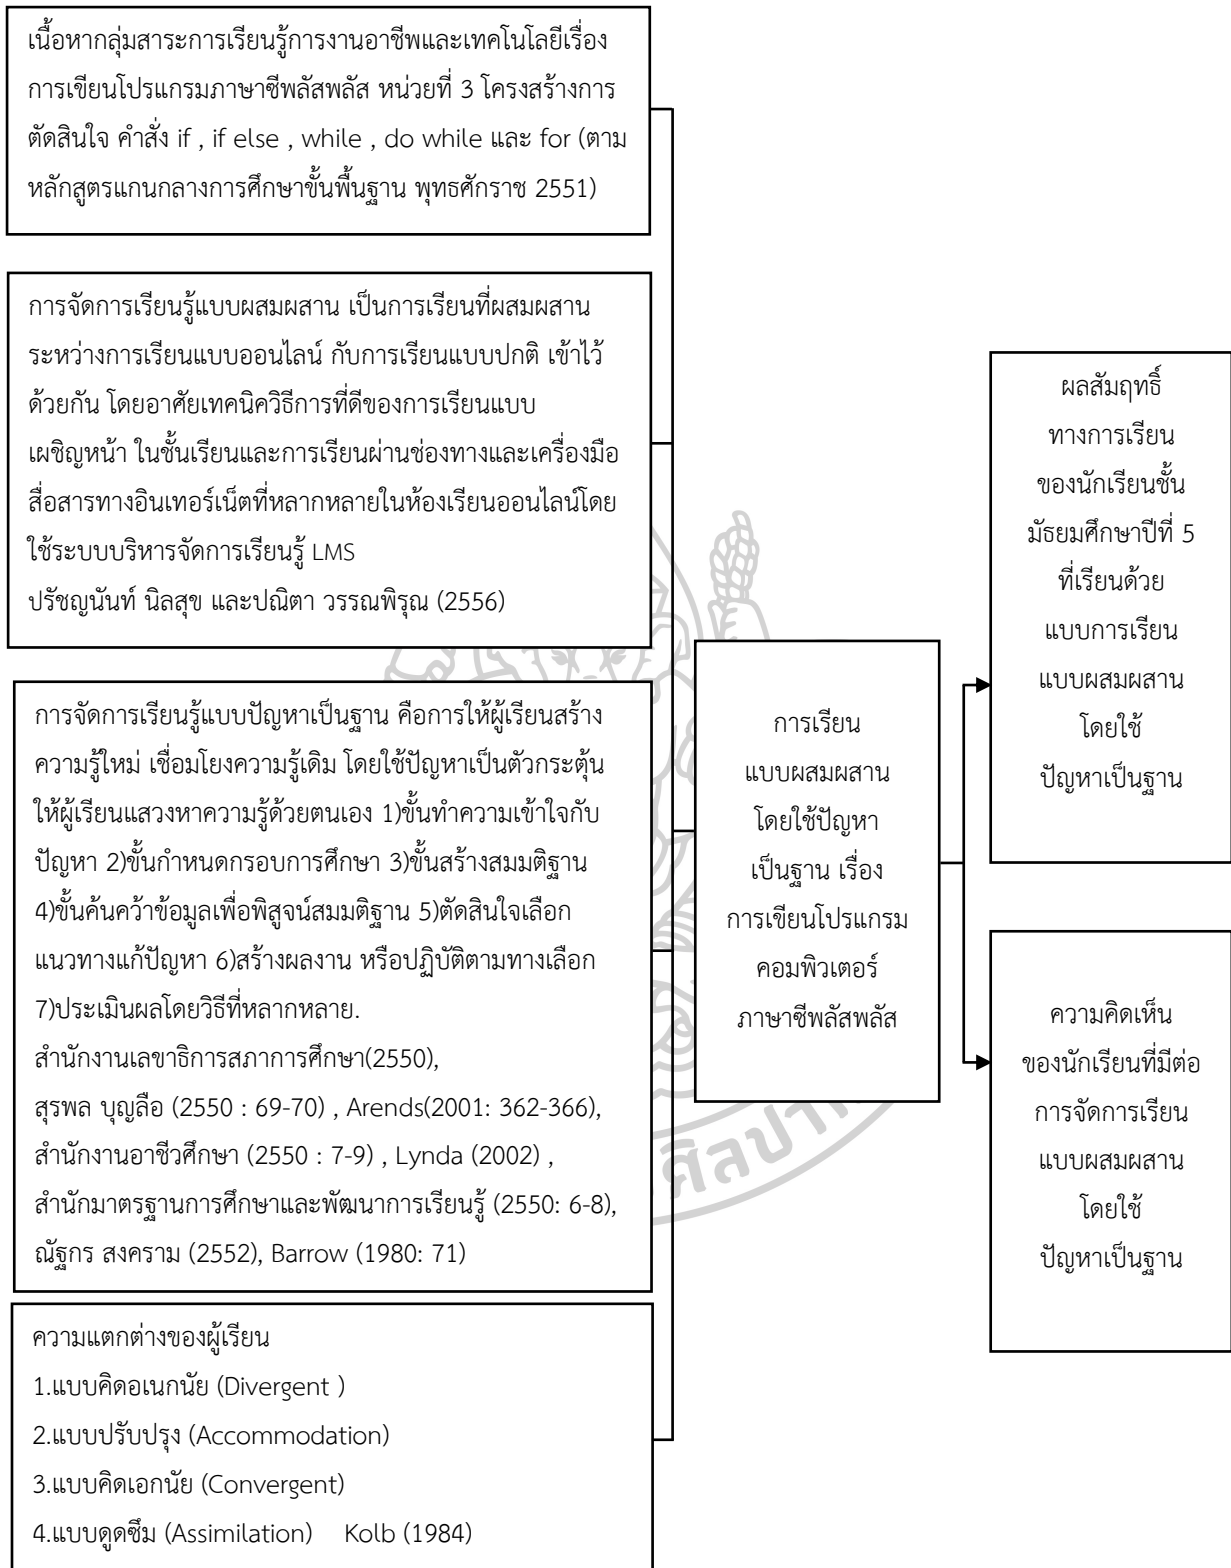 เนื้อหากลุ่มสาระการเรียนรู้การงานอาชีพและเทคโนโลยีเรื่อง
การเขียนโปรแกรมภาษาซีพลัสพลัส หน่วยที่ 3 โครงสร้างการ
ตัดสินใจ คำสั่ง if , if else , while , do while และ for (ตาม
หลักสูตรแกนกลางการศึกษาขั้นพื้นฐาน พุทธศักราช 2551)
การจัดการเรียนรู้แบบผสมผสาน เป็นการเรียนที่ผสมผสาน
ระหว่างการเรียนแบบออนไลน์ กับการเรียนแบบปกติ เข้าไว้
ด้วยกัน โดยอาศัยเทคนิควิธีการที่ดีของการเรียนแบบ
เผชิญหน้า ในชั้นเรียนและการเรียนผ่านช่องทางและเครื่องมือ
สื่อสารทางอินเทอร์เน็ตที่หลากหลายในห้องเรียนออนไลน์โดย
ใช้ระบบบริหารจัดการเรียนรู้ LMS
ปรัชญนันท์ นิลสุข และปณิตา วรรณพิรุณ (2556)
การจัดการเรียนรู้แบบปัญหาเป็นฐาน คือการให้ผู้เรียนสร้าง
ความรู้ใหม่ เชื่อมโยงความรู้เดิม โดยใช้ปัญหาเป็นตัวกระตุ้น
ให้ผู้เรียนแสวงหาความรู้ด้วยตนเอง 1)ขั้นทำความเข้าใจกับ
ปัญหา 2)ขั้นกำหนดกรอบการศึกษา 3)ขั้นสร้างสมมติฐาน
4)ขั้นค้นคว้าข้อมูลเพื่อพิสูจน์สมมติฐาน 5)ตัดสินใจเลือก
แนวทางแก้ปัญหา 6)สร้างผลงาน หรือปฏิบัติตามทางเลือก
7)ประเมินผลโดยวิธีที่หลากหลาย.
สำนักงานเลขาธิการสภาการศึกษา(2550),
สุรพล บุญลือ (2550 : 69-70) , Arends(2001: 362-366),
สำนักงานอาชีวศึกษา (2550 : 7-9) , Lynda (2002) ,
สำนักมาตรฐานการศึกษาและพัฒนาการเรียนรู้ (2550: 6-8),
ณัฐกร สงคราม (2552), Barrow (1980: 71)
ความแตกต่างของผู้เรียน
1.แบบคิดอเนกนัย (Divergent )
2.แบบปรับปรุง (Accommodation)
3.แบบคิดเอกนัย (Convergent)
4.แบบดูดซึม (Assimilation) Kolb (1984)
การเรียน
แบบผสมผสาน
โดยใช้ปัญหา
เป็นฐาน เรื่อง
การเขียนโปรแกรม
คอมพิวเตอร์
ภาษาซีพลัสพลัส
ผลสัมฤทธิ์
ทางการเรียน
ของนักเรียนชั้น
มัธยมศึกษาปีที่ 5
ที่เรียนด้วย
แบบการเรียน
แบบผสมผสาน
โดยใช้
ปัญหาเป็นฐาน
ความคิดเห็น
ของนักเรียนที่มีต่อ
การจัดการเรียน
แบบผสมผสาน
โดยใช้
ปัญหาเป็นฐาน